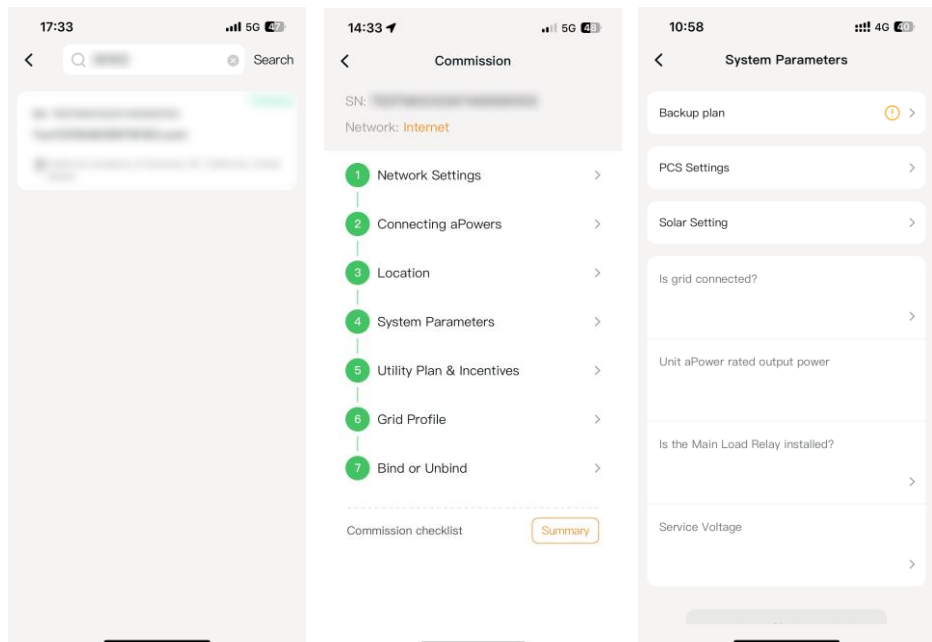 17:33
5G 47
Search
14:33
5G 48
Commission
SN:
Network: Internet
1 Network Settings
2 Connecting aPowers
3 Location
4 System Parameters
5 Utility Plan & Incentives
6 Grid Profile
7 Bind or Unbind
Commission checklist
Summary
10:58
4G 40
System Parameters
Backup plan
PCS Settings
Solar Setting
Is grid connected?
Unit aPower rated output power
Is the Main Load Relay installed?
Service Voltage